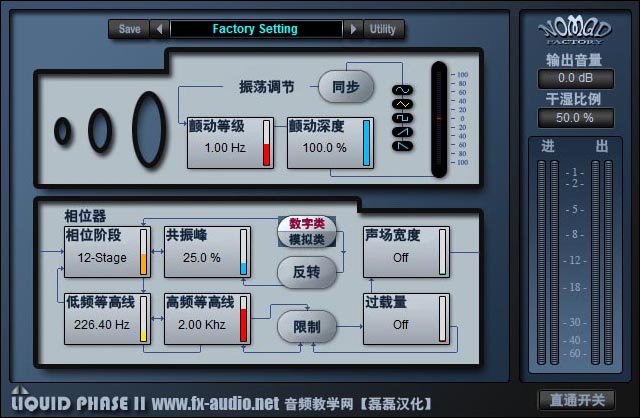 Save
Factory Setting
Utility
NOMAD
FACTORY
输出音量
0.0 dB
干湿比例
50.0 %
进 出
-1-
-2-
-5-
-8-
-12-
-18-
-30-
-40-
-60-
振荡调节
同步
颤动等级
1.00 Hz
颤动深度
100.0 %
100
80
60
40
20
0
20
40
60
80
100
相位器
相位阶段
12-Stage
共振峰
25.0 %
数字类
模拟类
反转
声场宽度
Off
低频等高线
226.40 Hz
高频等高线
2.00 Khz
限制
过载量
Off
LIQUID PHASE II www.fx-audio.net 音频教学网【磊磊汉化】
直通开关